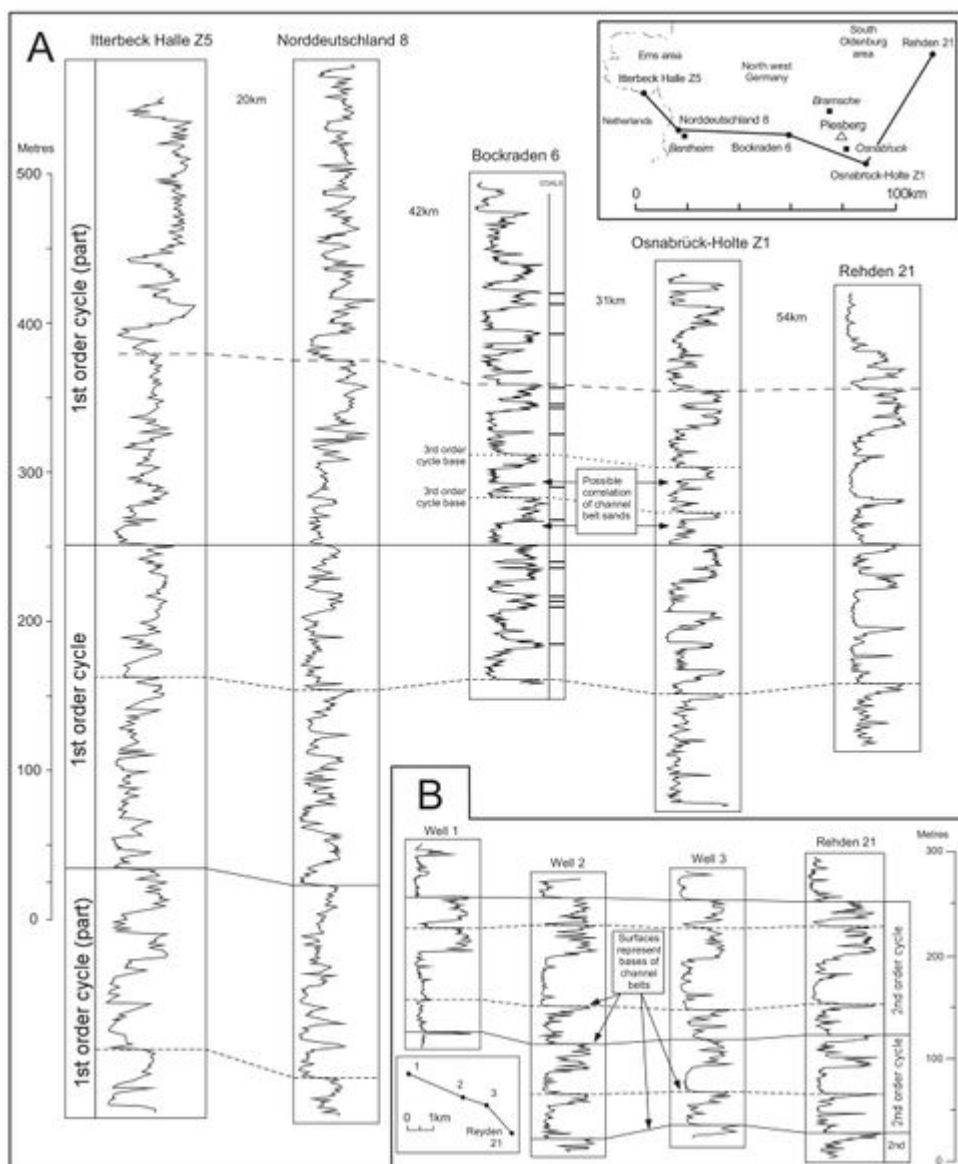 A
Itterbeck Halle Z5
Norddeutschland 8
20km
Metres
500
400
300
200
100
0
1st order cycle (part)
1st order cycle
1st order cycle (part)
Bockraden 6
COALS
42km
3rd order
cycle base
3rd order
cycle base
Possible
correlation
of channel
belt sands
31km
Osnabrück-Holte Z1
54km
Rehden 21
South
Oldenburg
area
Rehden 21
Ems area
North west
Germany
Itterbeck Halle Z5
Bramsche
Netherlands
Norddeutschland 8
Piesberg
Bentheim
Bockraden 6
Osnabruck
Osnabrock-Holte Z1
0
100km
B
Well 1
Well 2
Well 3
Rehden 21
Metres
300
200
100
0
Surfaces
represent
bases of
channel
belts
2nd order cycle
2nd order cycle
2nd
1
2
3
0 1km
Reyden
21